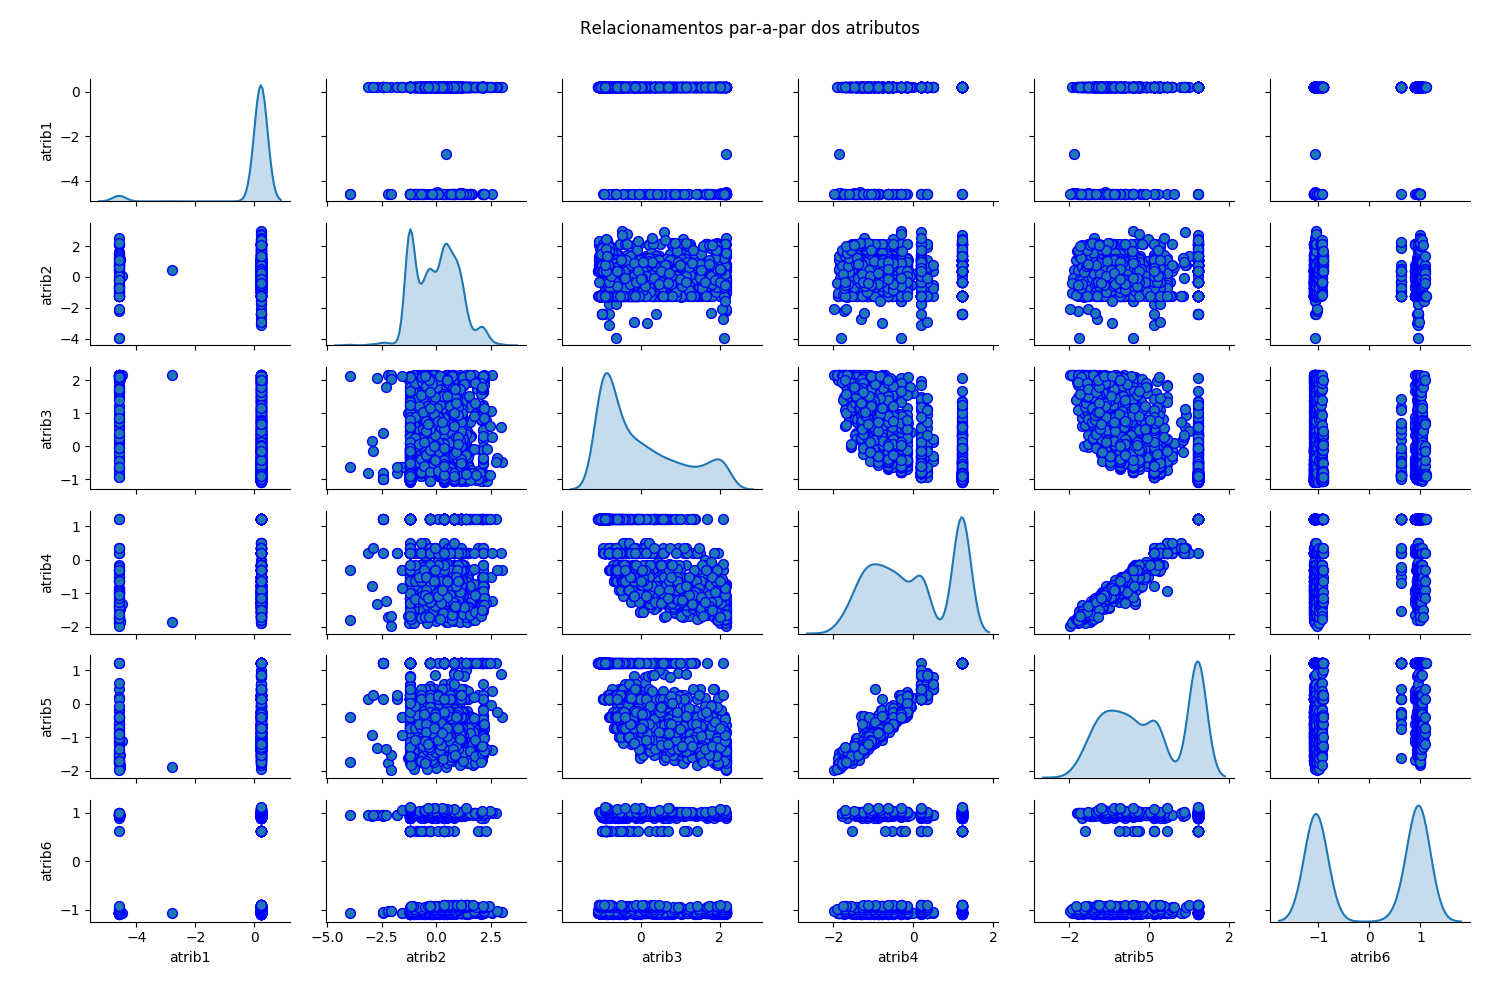 Relacionamentos par-a-par dos atributos
atrib1
0
−2
−4
atrib2
2
0
−2
−4
atrib3
2
1
0
−1
atrib4
1
0
−1
−2
atrib5
1
0
−1
−2
atrib6
1
0
−1
−4 −2 0 −5.0 −2.5 0.0 2.5 0 2 −2 0 2 −2 0 2 −1 0 1
atrib1 atrib2 atrib3 atrib4 atrib5 atrib6